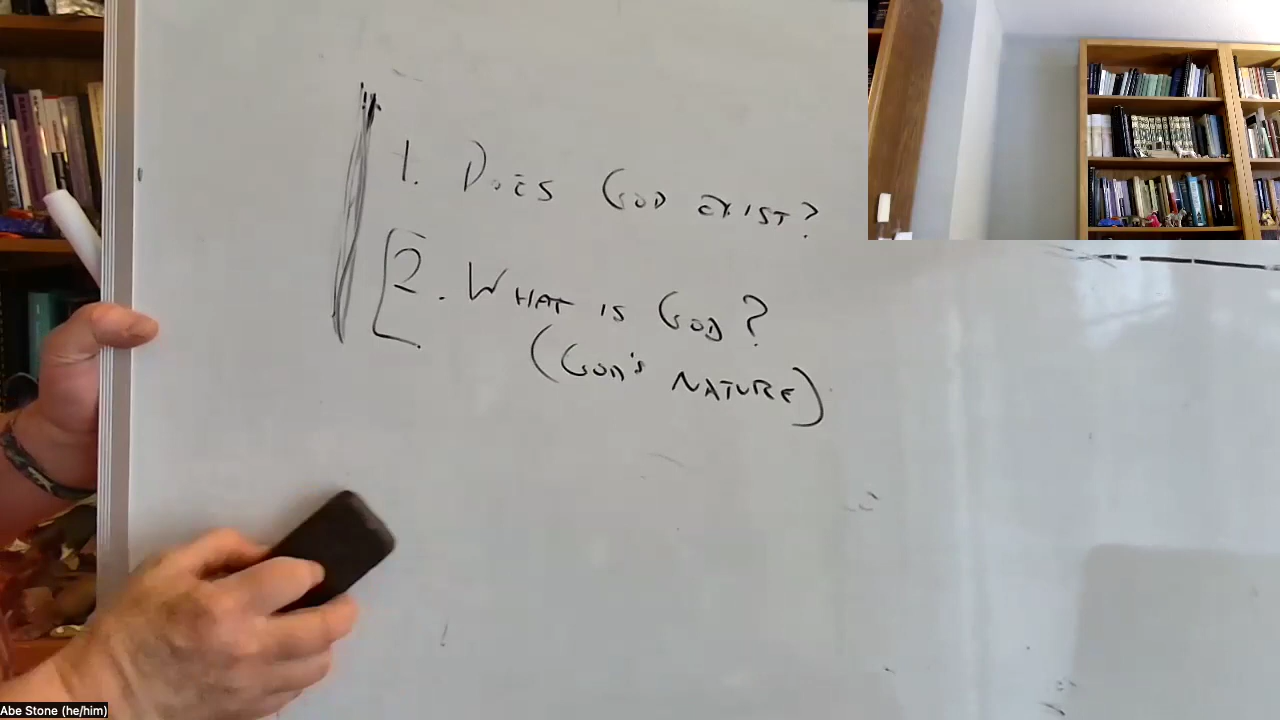 1. DOES GOD EXIST?
2. WHAT IS GOD?
(GOD'S NATURE)
Abe Stone (he/him)